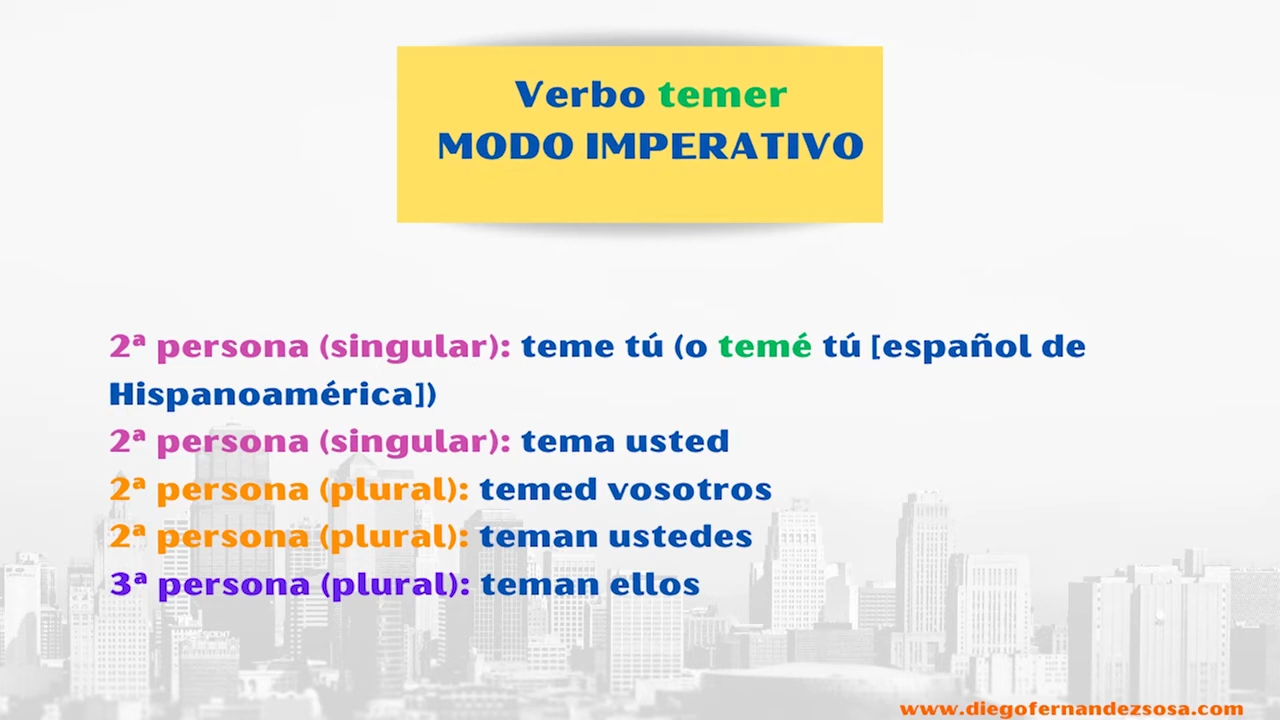 Verbo temer
MODO IMPERATIVO
2ª persona (singular): teme tú (o temé tú [español de
Hispanoamérica])
2ª persona (singular): tema usted
2ª persona (plural): temed vosotros
2ª persona (plural): teman ustedes
3ª persona (plural): teman ellos
www.diegofernandezsosa.com